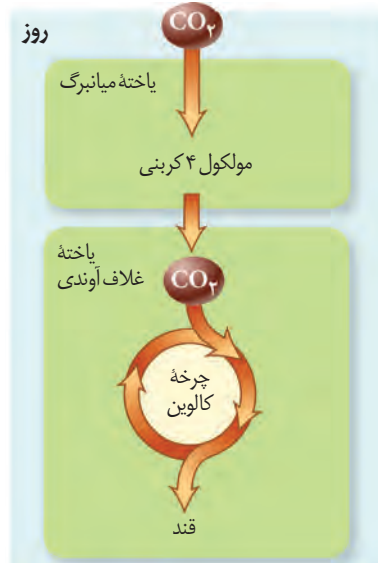 روز
CO۲
یاختهٔ میانبرگ
مولکول ۴ کربنی
یاختهٔ
غلاف آوندی
CO۲
چرخهٔ
کالوین
قند